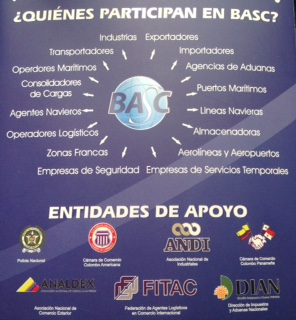 ¿QUIÉNES PARTICIPAN EN BASC?
Industrias Exportadores
Transportadores Importadores
Operdores Marítimos Agencias de Aduanas
Consolidadores de Cargas Puertos Marítimos
BASC
Agentes Navieros Lineas Navieras
Operadores Logísticos Almacenadoras
Zonas Francas Aerolíneas y Aeropuertos
Empresas de Seguridad Empresas de Servicios Temporales
ENTIDADES DE APOYO
ANDI
Policía Nacional
Cámara de Comercio Colombo Americana
Asociación Nacional de Industriales
Cámara de Comercio Colombo Panameña
ANALDEX FITAC DIAN
Asociación Nacional de Comercio Exterior
Federación de Agentes Logísticos en Comercio Internacional
Dirección de Impuestos y Aduanas Nacionales